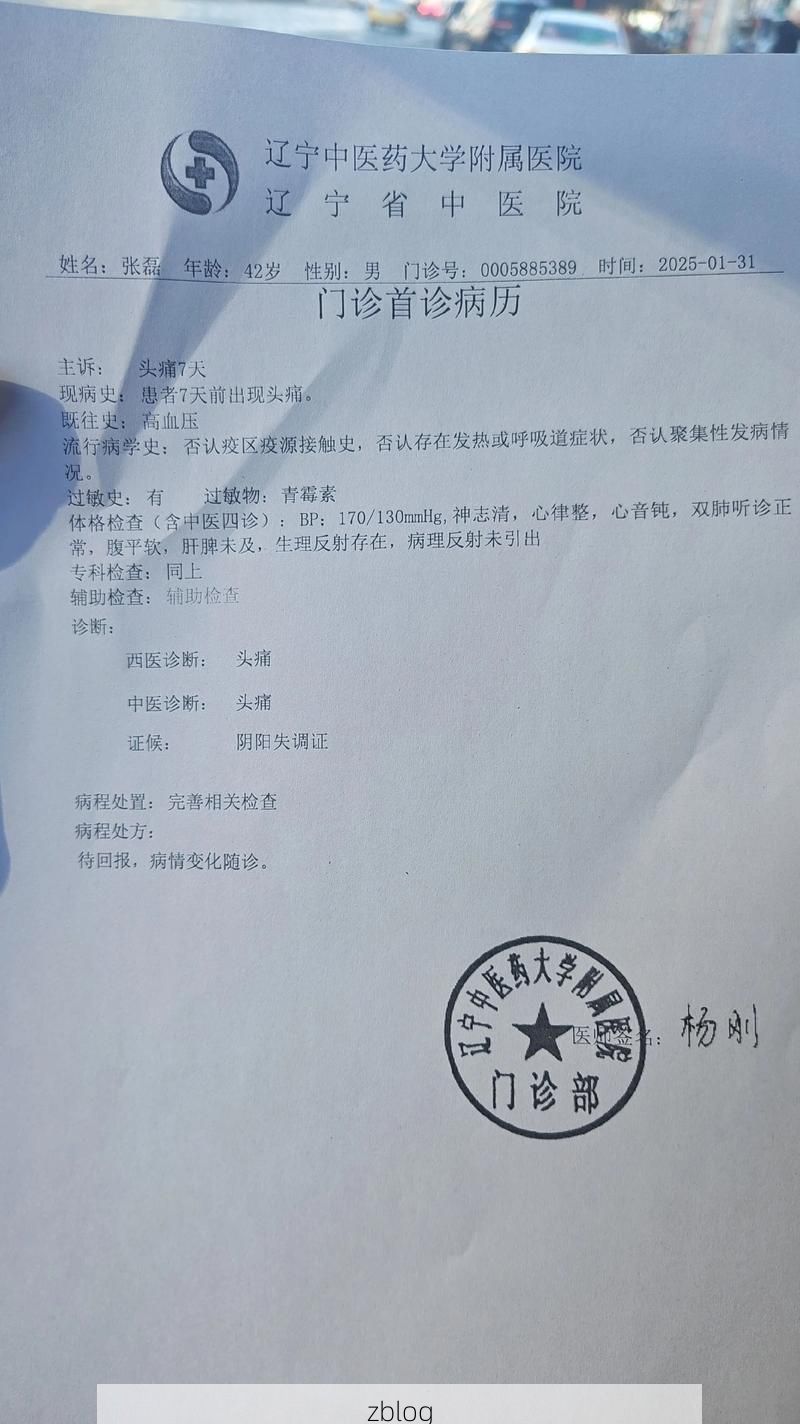 辽宁中医药大学附属医院
辽宁省中医院
姓名：张磊 年龄：42岁 性别：男 门诊号：0005885389 时间：2025-01-31
门诊首诊病历
主诉： 头痛7天
现病史：患者7天前出现头痛。
既往史：高血压
流行病学史：否认疫区疫源接触史，否认存在发热或呼吸道症状，否认聚集性发病情
况。
过敏史：有 过敏物：青霉素
体格检查（含中医四诊）：BP：170/130mmHg,神志清，心律整，心音钝，双肺听诊正
常，腹平软，肝脾未及，生理反射存在，病理反射未引出
专科检查：同上
辅助检查：辅助检查
诊断：
西医诊断： 头痛
中医诊断： 头痛
证候： 阴阳失调证
病程处置：完善相关检查
病程处方：
待回报，病情变化随诊。
辽宁中医药大学附属医院
医师签名：杨刚
门诊部
zblog